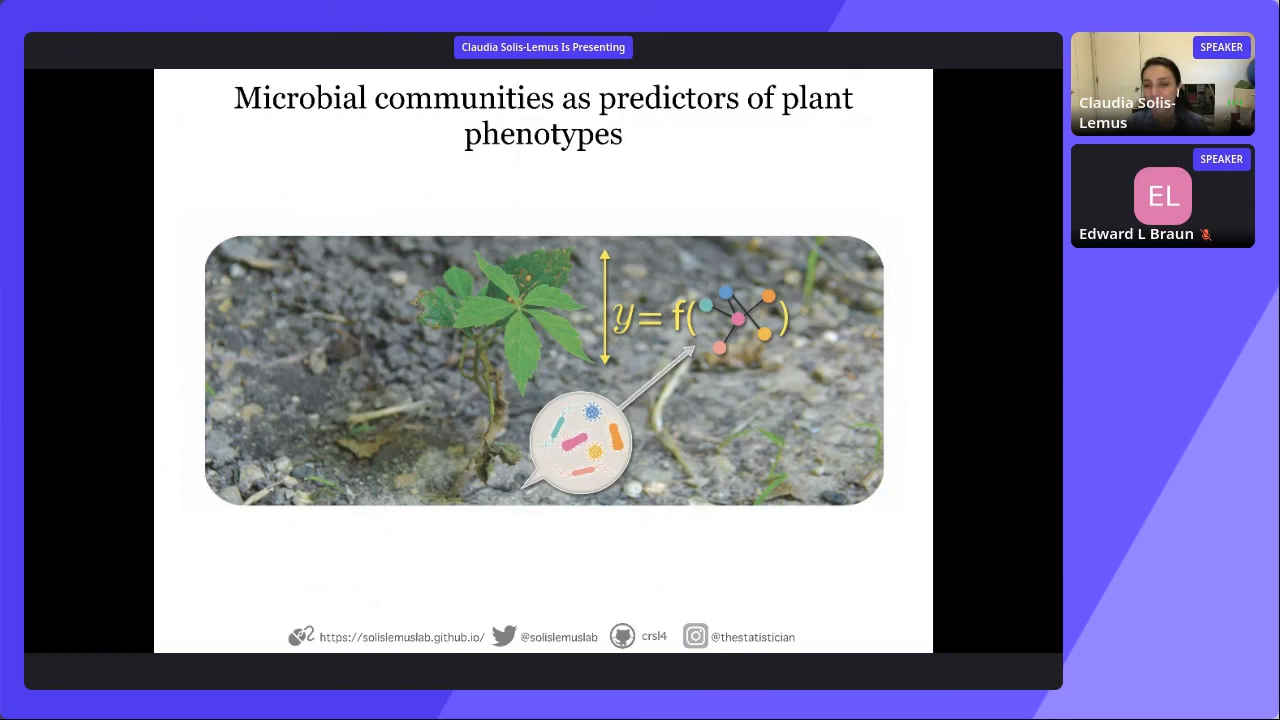 Claudia Solis-Lemus Is Presenting
Microbial communities as predictors of plant
phenotypes
y = f( )
https://solislemuslab.github.io/
@solislemuslab
crsl4
@thestatistician
SPEAKER
Claudia Solis-
Lemus
SPEAKER
EL
Edward L Braun